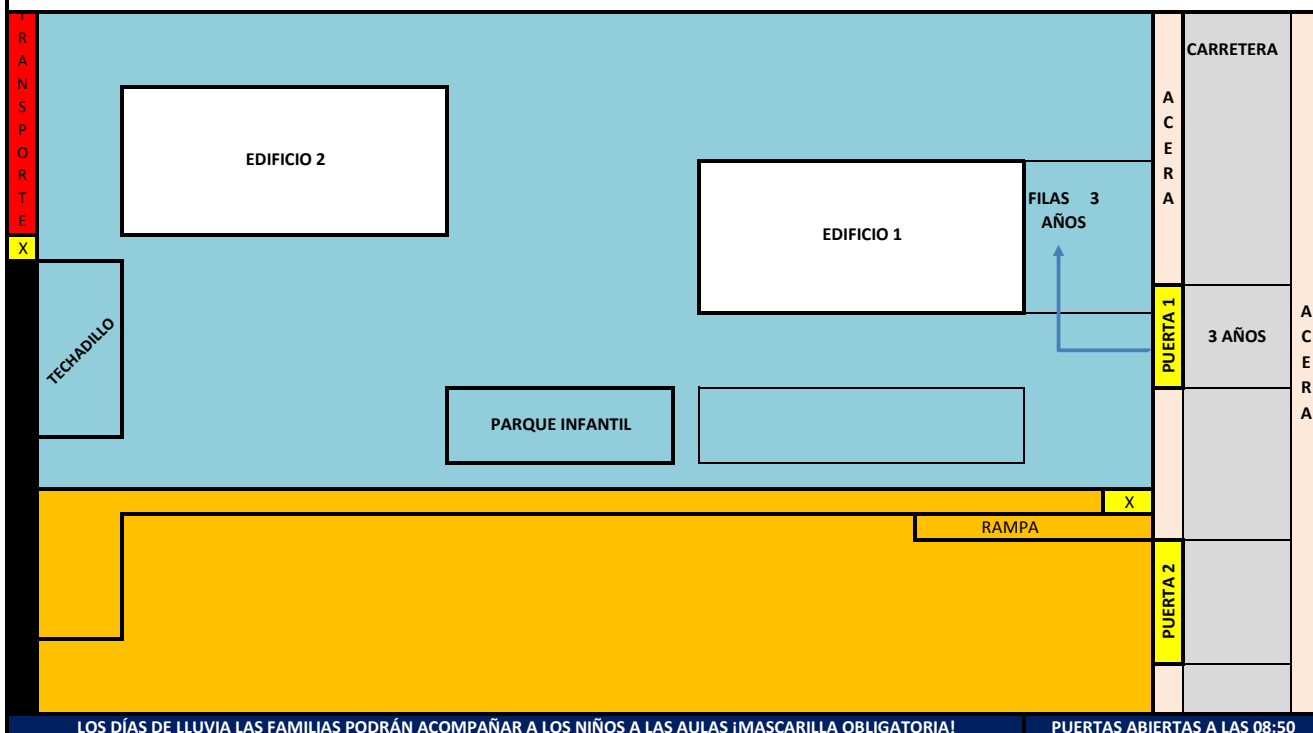 TRANSPORTE
CARRETERA
ACERA
EDIFICIO 2
FILAS 3
AÑOS
EDIFICIO 1
X
TECHADILLO
PUERTA 1
3 AÑOS
ACERA
PARQUE INFANTIL
X
RAMPA
PUERTA 2
LOS DÍAS DE LLUVIA LAS FAMILIAS PODRÁN ACOMPAÑAR A LOS NIÑOS A LAS AULAS ¡MASCARILLA OBLIGATORIA!
PUERTAS ABIERTAS A LAS 08:50